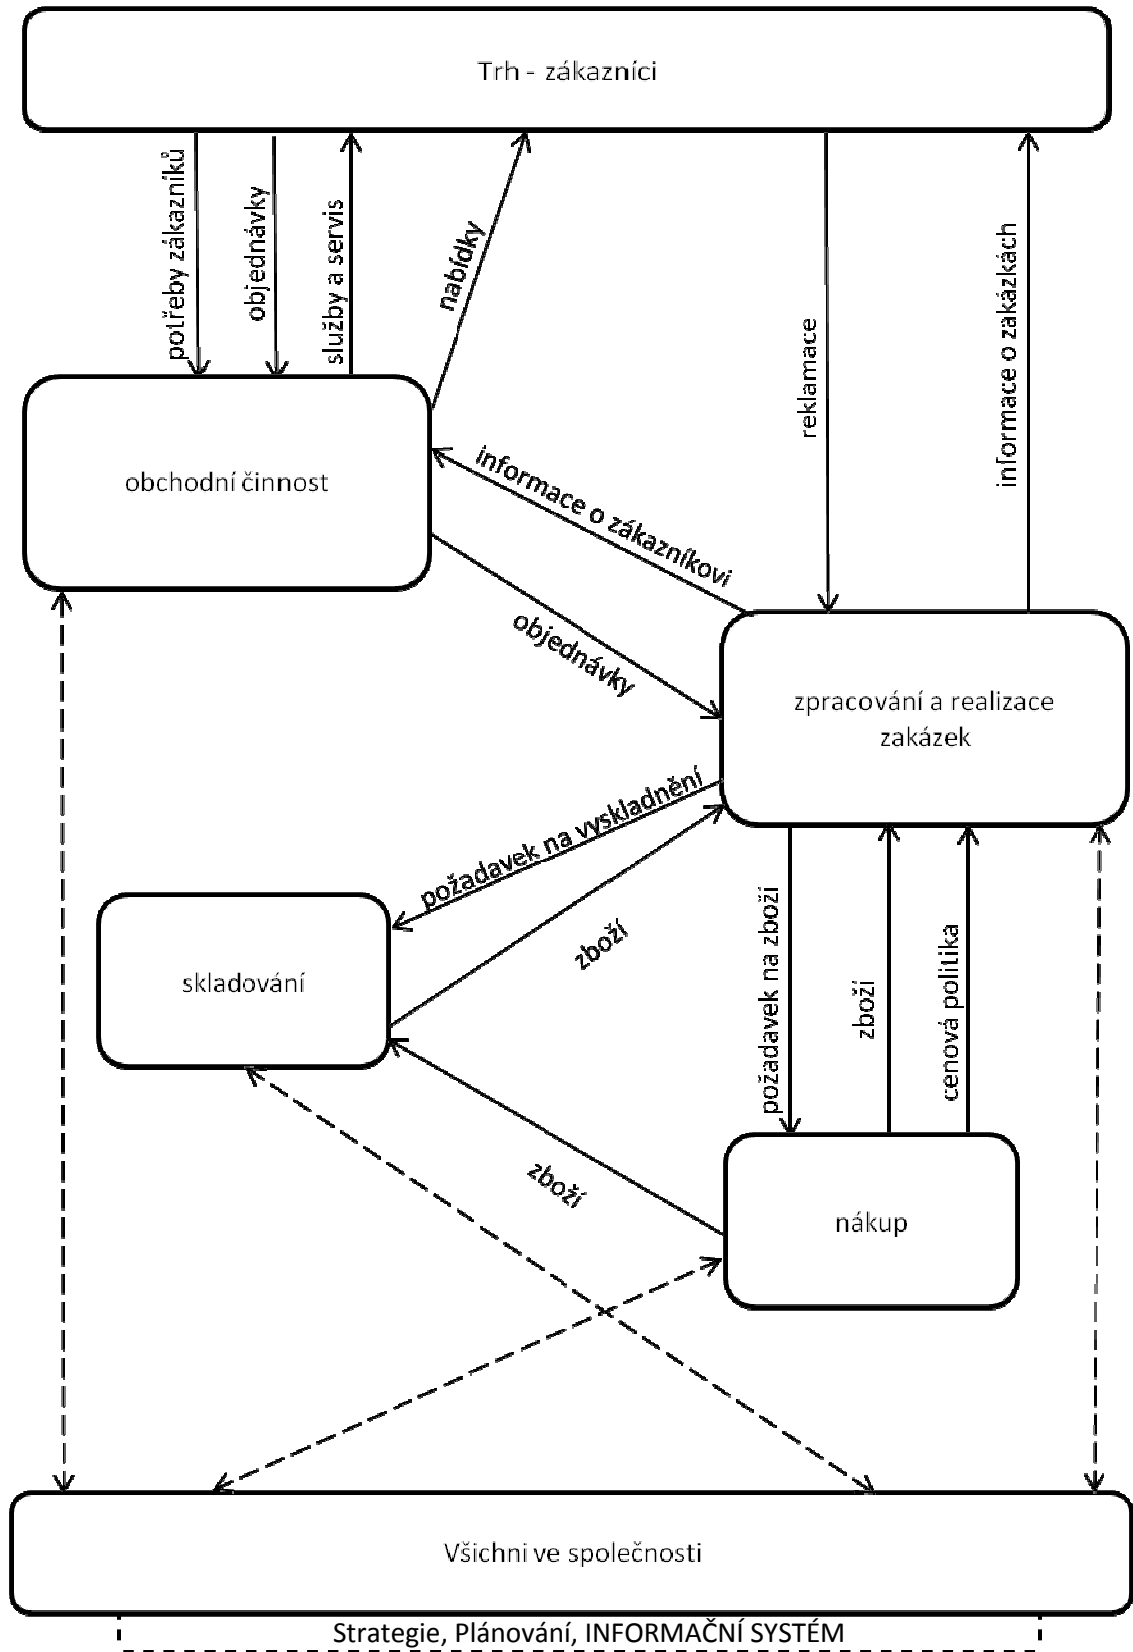 Trh - zákazníci
potřeby zákazníků
objednávky
služby a servis
nabídky
reklamace
informace o zákázkách
obchodní činnost
informace o zákazníkovi
objednávky
zpracování a realizace
zakázek
požadavek na vyskladnění
zboží
skladování
požadavek na zboží
zboží
cenová politika
zboží
nákup
Všichni ve společnosti
Strategie, Plánování, INFORMAČNÍ SYSTÉM